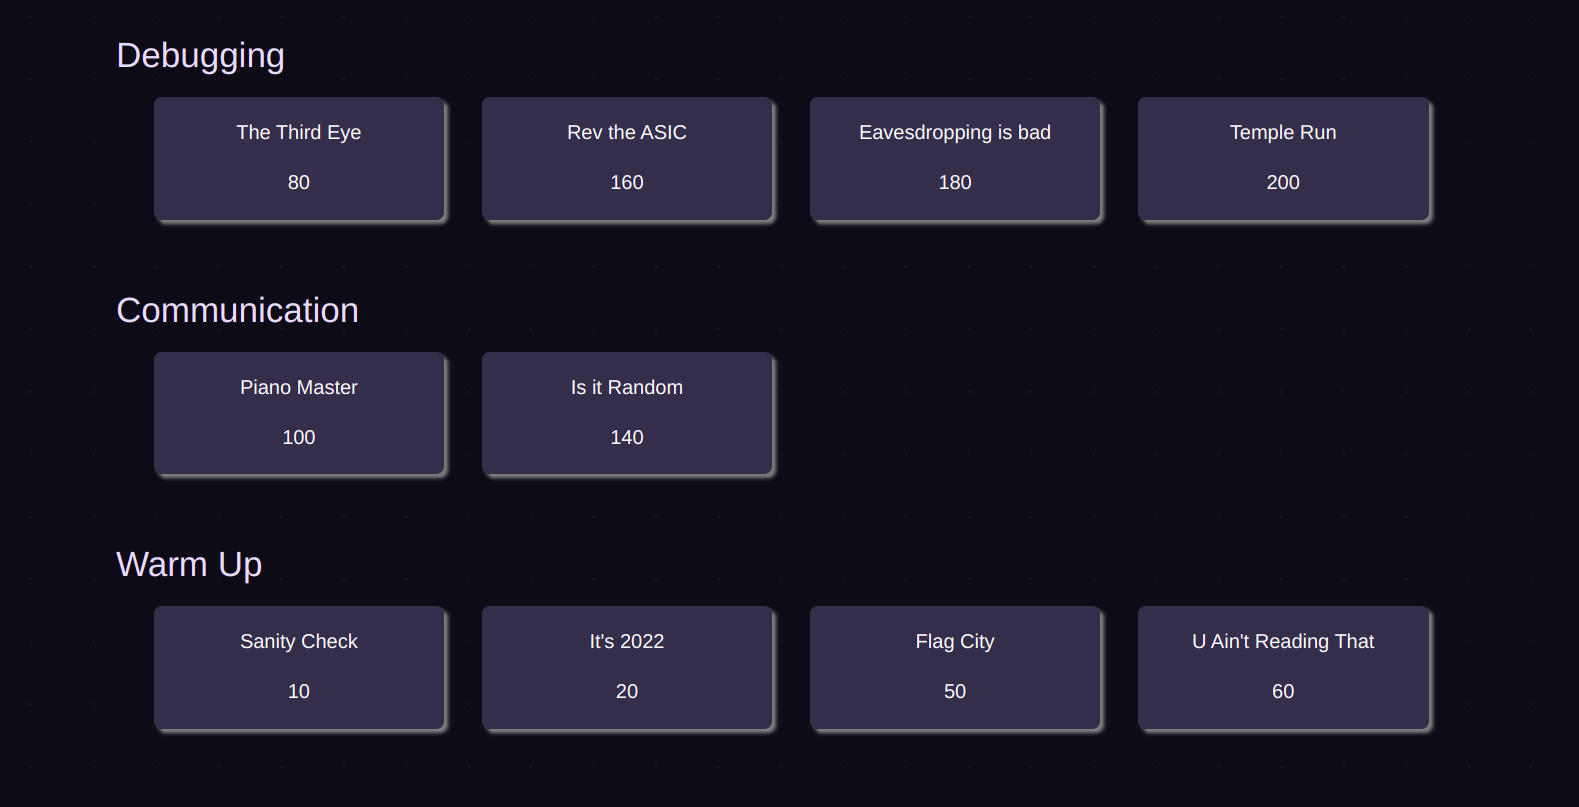 Debugging
The Third Eye
80
Rev the ASIC
160
Eavesdropping is bad
180
Temple Run
200
Communication
Piano Master
100
Is it Random
140
Warm Up
Sanity Check
10
It's 2022
20
Flag City
50
U Ain't Reading That
60